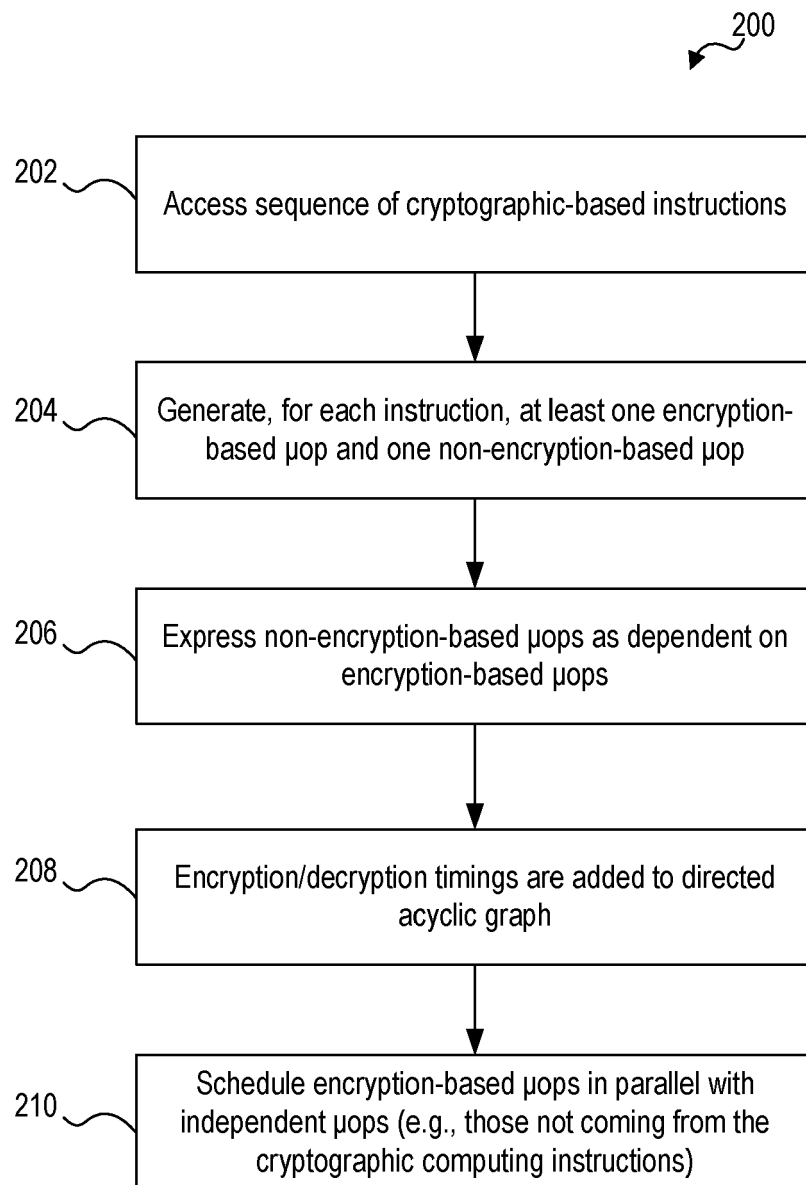 200
202
Access sequence of cryptographic-based instructions
204
Generate, for each instruction, at least one encryption-
based µop and one non-encryption-based µop
206
Express non-encryption-based µops as dependent on
encryption-based µops
208
Encryption/decryption timings are added to directed
acyclic graph
210
Schedule encryption-based µops in parallel with
independent µops (e.g., those not coming from the
cryptographic computing instructions)